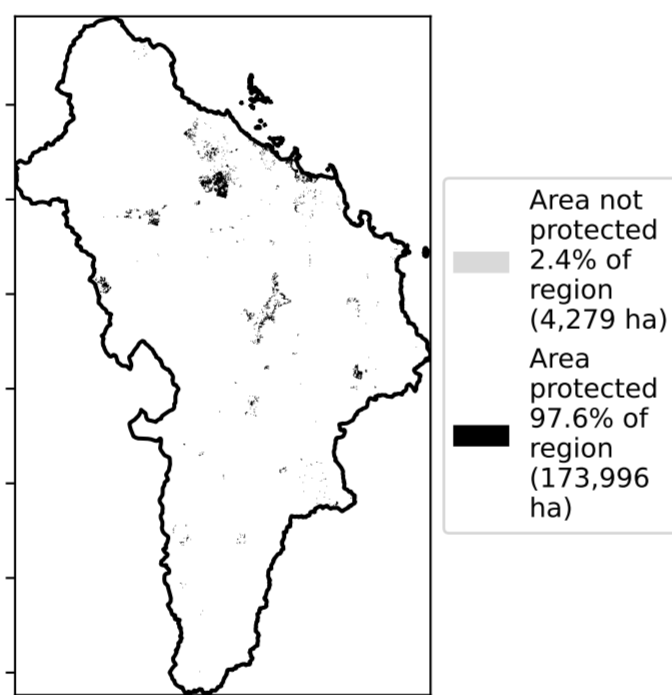 Area not
protected
2.4% of
region
(4,279 ha)
Area
protected
97.6% of
region
(173,996
ha)